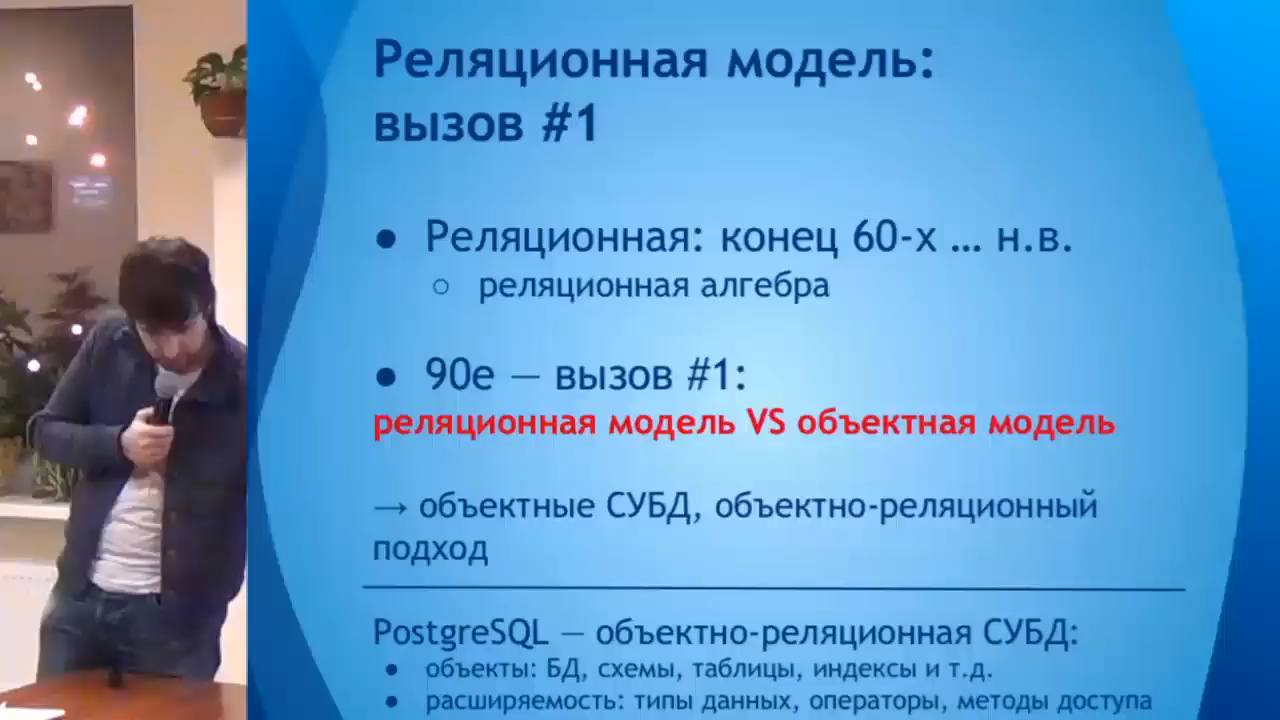 Реляционная модель:
вызов #1
● Реляционная: конец 60-х ... н.в.
○ реляционная алгебра
● 90е — вызов #1:
реляционная модель VS объектная модель
→ объектные СУБД, объектно-реляционный
подход
PostgreSQL — объектно-реляционная СУБД:
● объекты: БД, схемы, таблицы, индексы и т.д.
● расширяемость: типы данных, операторы, методы доступа